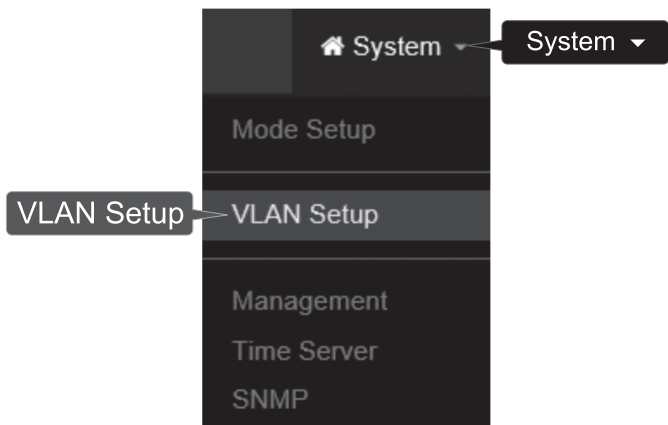 System
System
Mode Setup
VLAN Setup
VLAN Setup
Management
Time Server
SNMP